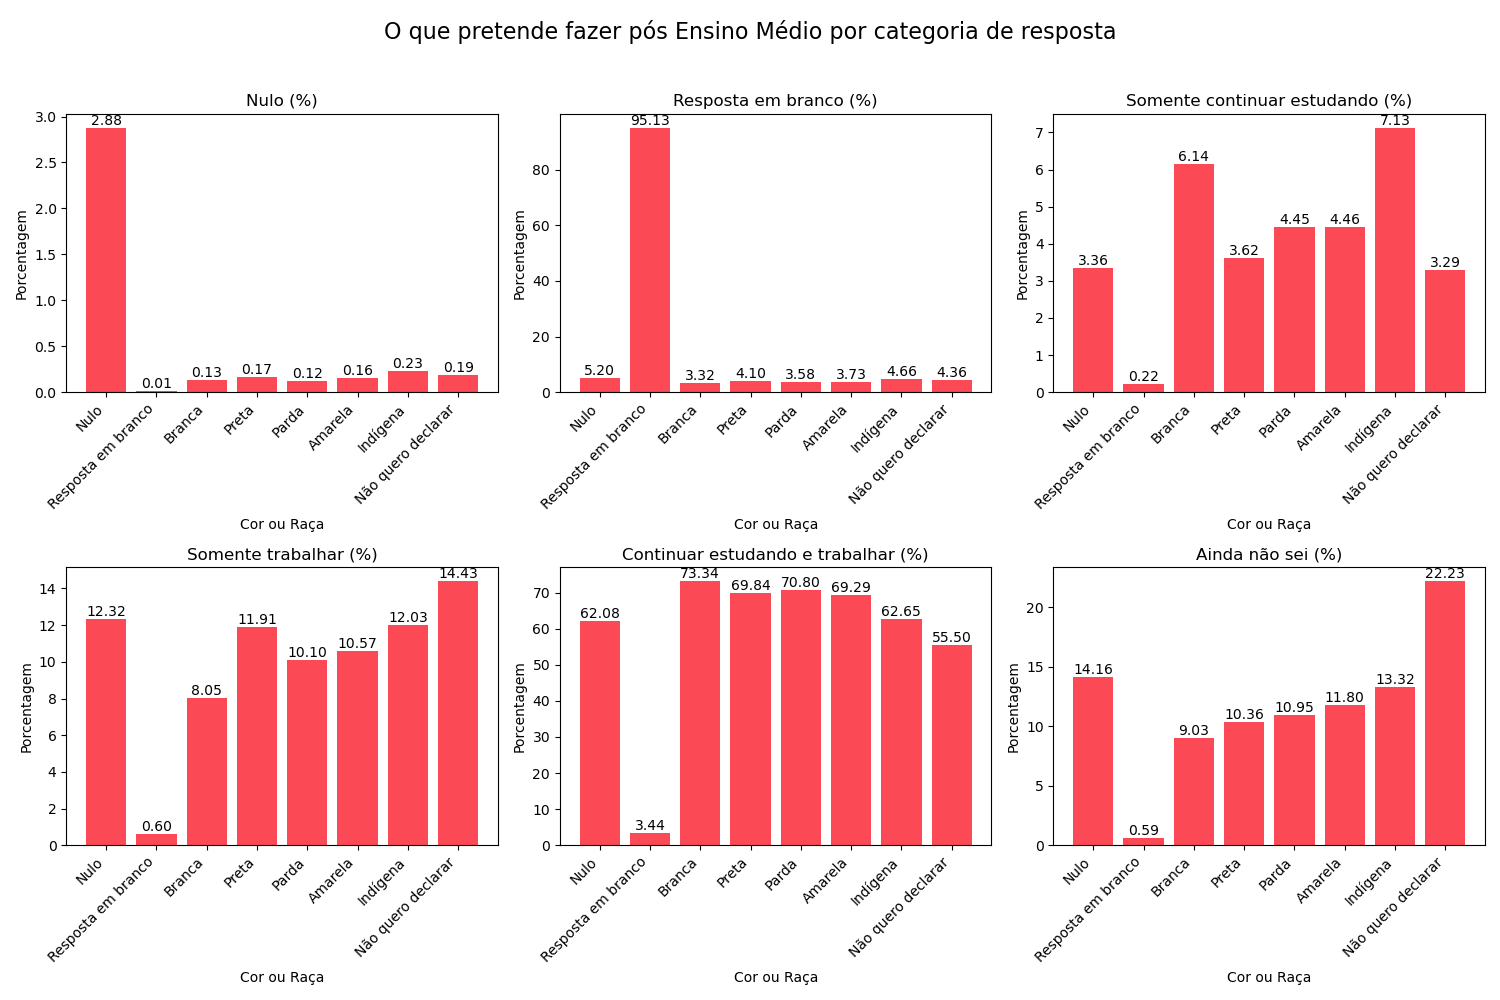 O que pretende fazer pós Ensino Médio por categoria de resposta
Nulo (%)
Porcentagem
3.0
2.5
2.0
1.5
1.0
0.5
0.0
2.88
0.01
0.13
0.17
0.12
0.16
0.23
0.19
Nulo
Resposta em branco
Branca
Preta
Parda
Amarela
Indígena
Não quero declarar
Cor ou Raça
Resposta em branco (%)
Porcentagem
80
60
40
20
0
5.20
95.13
3.32
4.10
3.58
3.73
4.66
4.36
Nulo
Resposta em branco
Branca
Preta
Parda
Amarela
Indígena
Não quero declarar
Cor ou Raça
Somente continuar estudando (%)
Porcentagem
7
6
5
4
3
2
1
0
3.36
0.22
6.14
3.62
4.45
4.46
7.13
3.29
Nulo
Resposta em branco
Branca
Preta
Parda
Amarela
Indígena
Não quero declarar
Cor ou Raça
Somente trabalhar (%)
Porcentagem
14
12
10
8
6
4
2
0
12.32
0.60
8.05
11.91
10.10
10.57
12.03
14.43
Nulo
Resposta em branco
Branca
Preta
Parda
Amarela
Indígena
Não quero declarar
Cor ou Raça
Continuar estudando e trabalhar (%)
Porcentagem
70
60
50
40
30
20
10
0
62.08
3.44
73.34
69.84
70.80
69.29
62.65
55.50
Nulo
Resposta em branco
Branca
Preta
Parda
Amarela
Indígena
Não quero declarar
Cor ou Raça
Ainda não sei (%)
Porcentagem
20
15
10
5
0
14.16
0.59
9.03
10.36
10.95
11.80
13.32
22.23
Nulo
Resposta em branco
Branca
Preta
Parda
Amarela
Indígena
Não quero declarar
Cor ou Raça